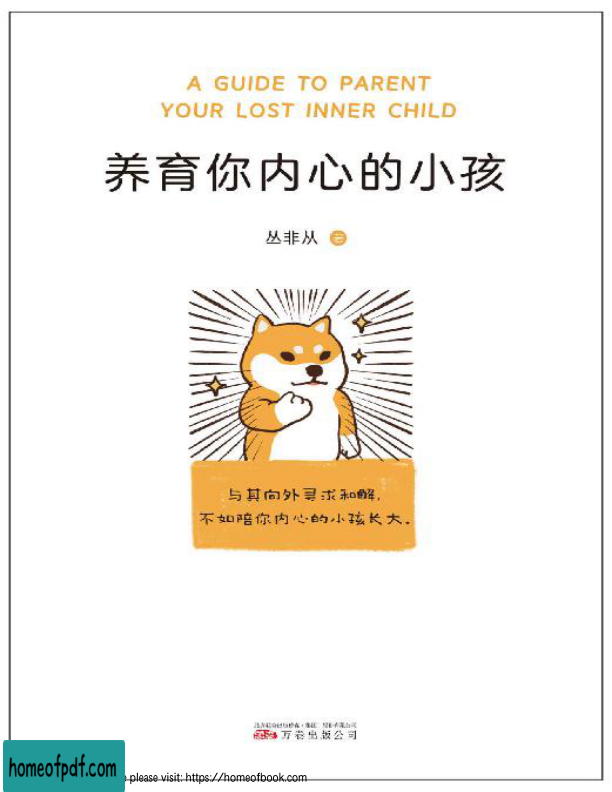 A GUIDE TO PARENT
YOUR LOST INNER CHILD
养育你内心的小孩
丛非从 著
与其向外寻求和解，
不如陪你内心的小孩长大。
万卷出版公司
homeofpdf.com
please visit: https://homeofbook.com